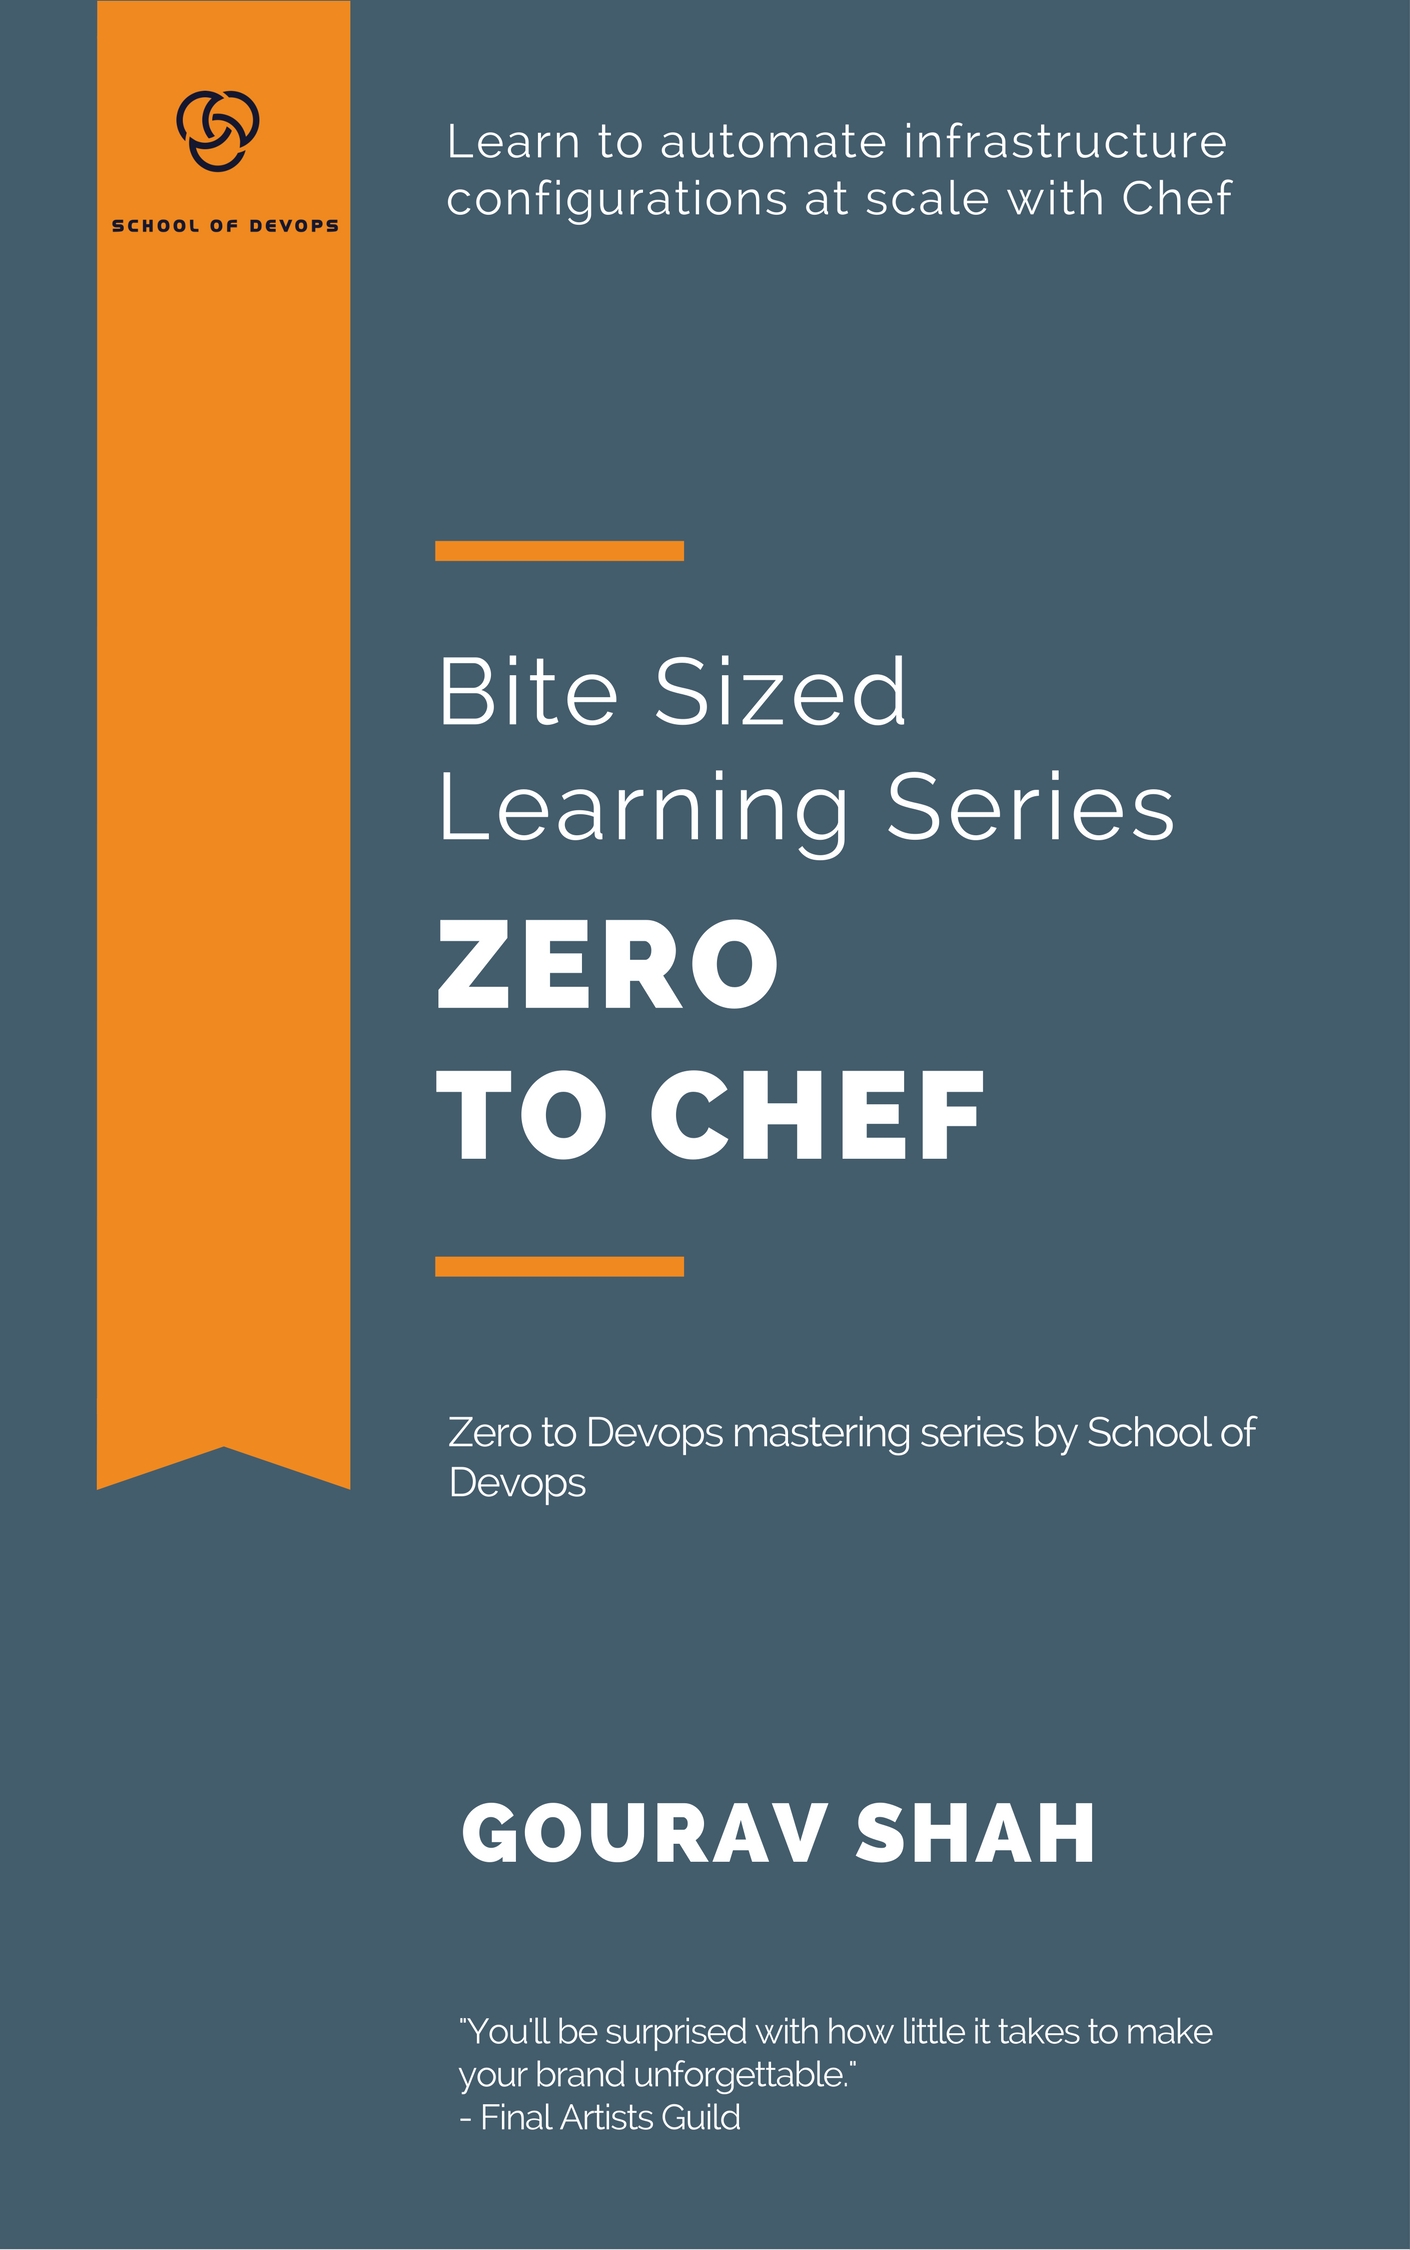 SCHOOL OF DEVOPS
Learn to automate infrastructure
configurations at scale with Chef
Bite Sized
Learning Series
ZERO
TO CHEF
Zero to Devops mastering series by School of
Devops
GOURAV SHAH
"You'll be surprised with how little it takes to make
your brand unforgettable."
- Final Artists Guild